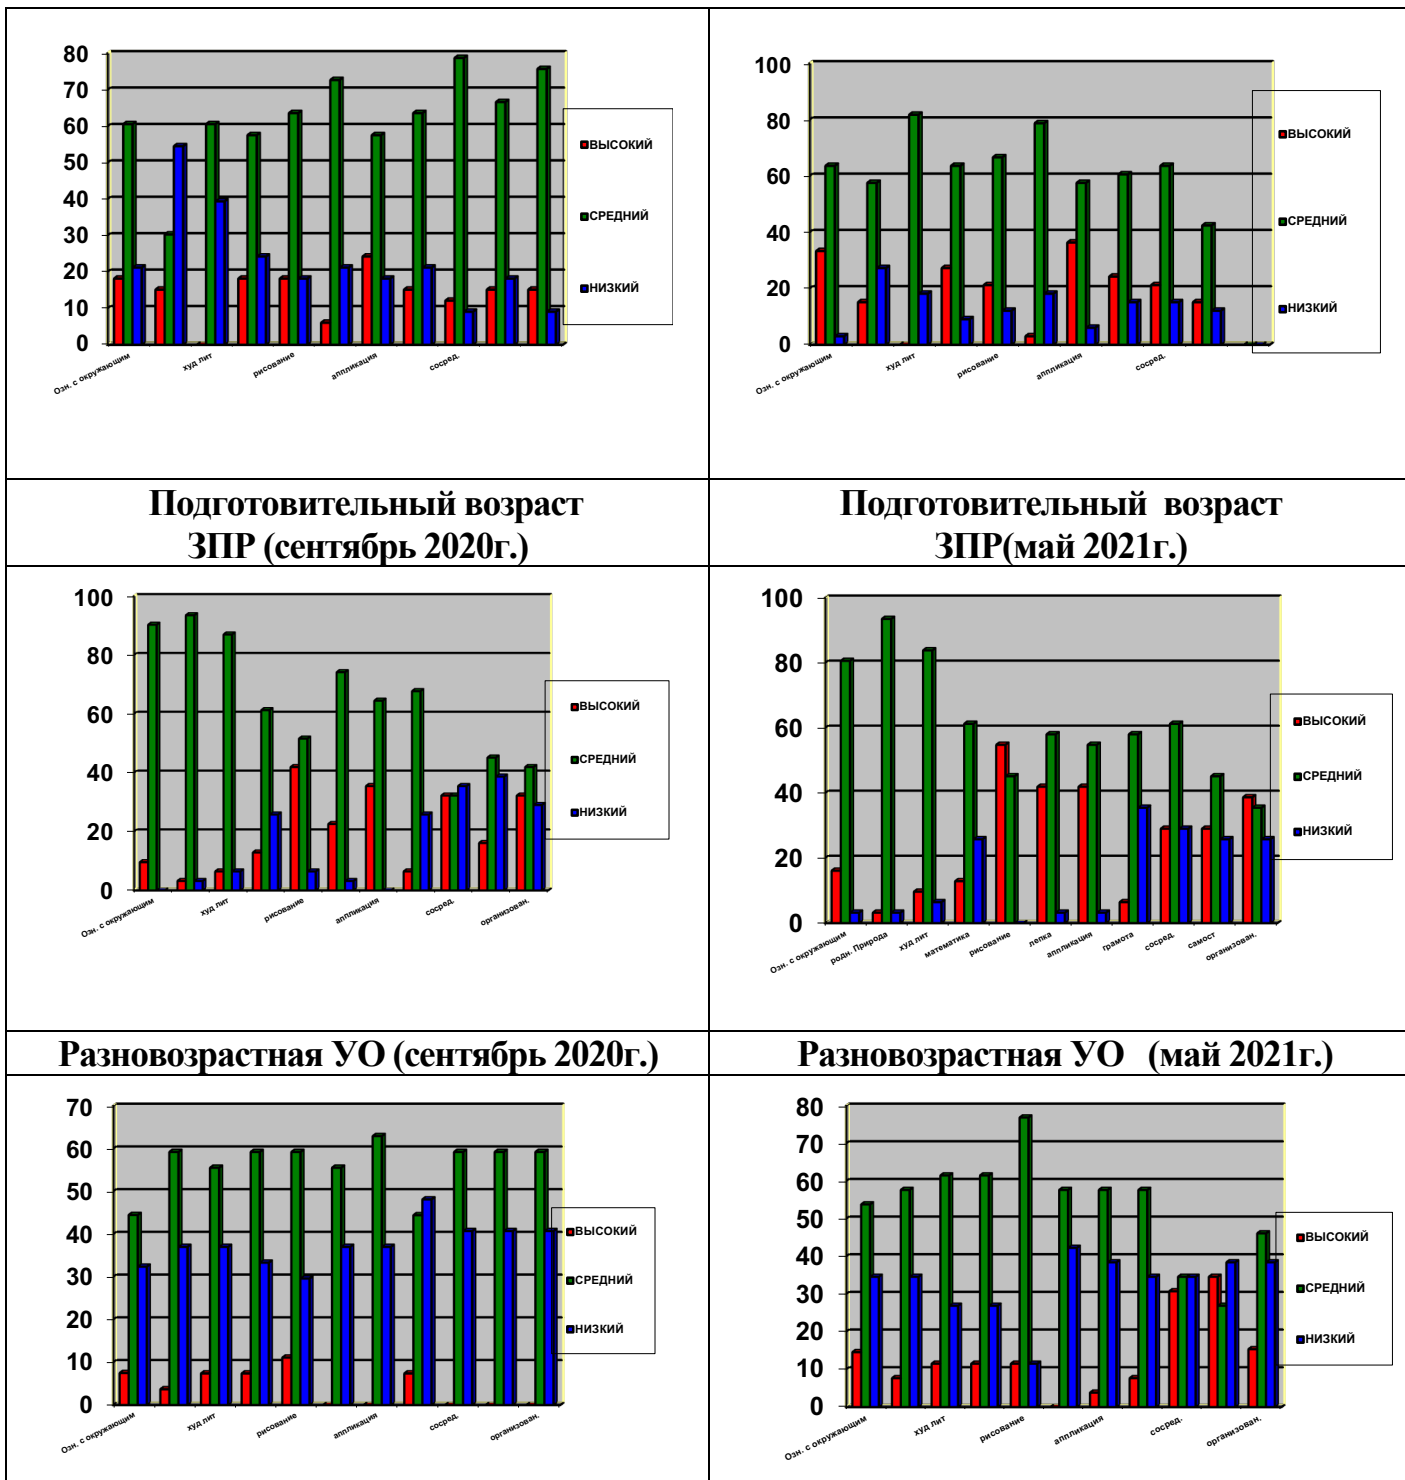 80
70
60
50
40
30
20
10
0
Озн. с окружающим
худ лит
рисование
аппликация
сосред.
ВЫСОКИЙ
СРЕДНИЙ
НИЗКИЙ
100
80
60
40
20
0
Озн. с окружающим
худ лит
рисование
аппликация
сосред.
ВЫСОКИЙ
СРЕДНИЙ
НИЗКИЙ
Подготовительный возраст
ЗПР (сентябрь 2020г.)
Подготовительный возраст
ЗПР(май 2021г.)
100
80
60
40
20
0
Озн. с окружающим
худ лит
рисование
аппликация
сосред.
организован.
ВЫСОКИЙ
СРЕДНИЙ
НИЗКИЙ
100
80
60
40
20
0
Озн. с окружающим
родн. Природа
худ лит
математика
рисование
лепка
аппликация
грамота
сосред.
самост
организован.
ВЫСОКИЙ
СРЕДНИЙ
НИЗКИЙ
Разновозрастная УО (сентябрь 2020г.)
Разновозрастная УО (май 2021г.)
70
60
50
40
30
20
10
0
Озн. с окружающим
худ лит
рисование
аппликация
сосред.
организован.
ВЫСОКИЙ
СРЕДНИЙ
НИЗКИЙ
80
70
60
50
40
30
20
10
0
Озн. с окружающим
худ лит
рисование
аппликация
сосред.
организован.
ВЫСОКИЙ
СРЕДНИЙ
НИЗКИЙ